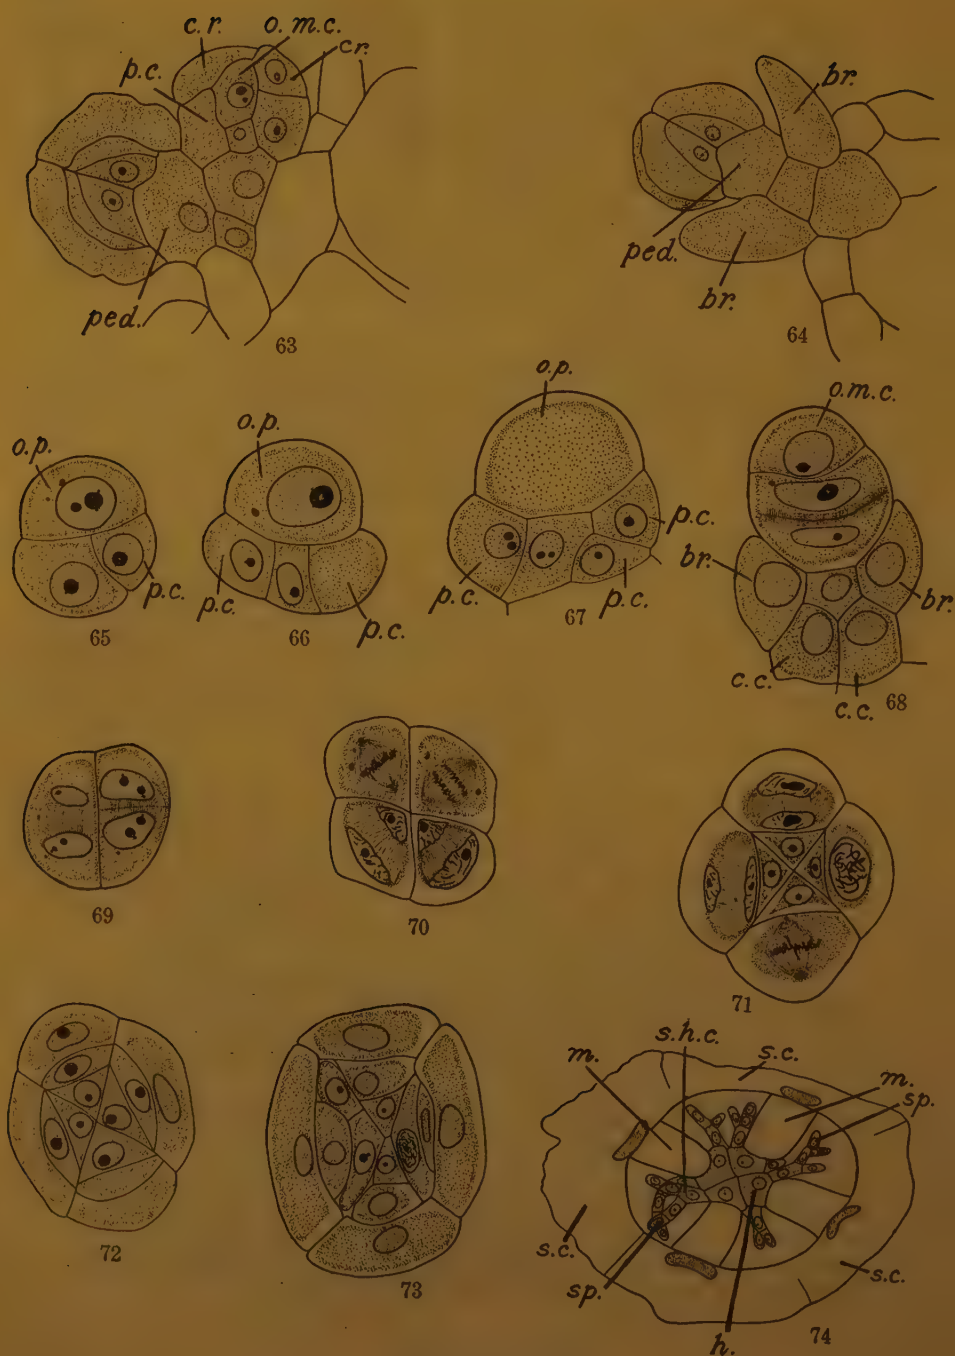 c.r.
o.m.c.
cr.
p.c.
ped.
63
br.
ped.
br.
64
o.p.
p.c.
65
o.p.
p.c.
p.c.
66
o.p.
p.c.
p.c.
p.c.
67
o.m.c.
br.
br.
c.c.
c.c.
68
69
70
71
72
73
s.h.c.
s.c.
m.
m.
sp.
s.c.
s.c.
sp.
h.
74